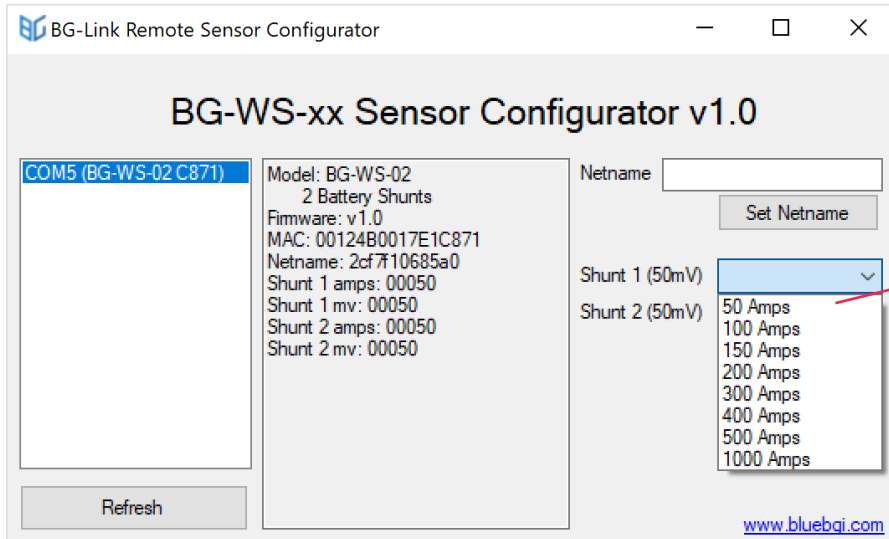 BG-Link Remote Sensor Configurator
BG-WS-xx Sensor Configurator v1.0
COM5 (BG-WS-02 C871)
Refresh
Model: BG-WS-02
2 Battery Shunts
Firmware: v1.0
MAC: 00124B0017E1C871
Netname: 2cf7f10685a0
Shunt 1 amps: 00050
Shunt 1 mv: 00050
Shunt 2 amps: 00050
Shunt 2 mv: 00050
Netname
Set Netname
Shunt 1 (50mV)
Shunt 2 (50mV)
50 Amps
100 Amps
150 Amps
200 Amps
300 Amps
400 Amps
500 Amps
1000 Amps
www.bluebqi.com